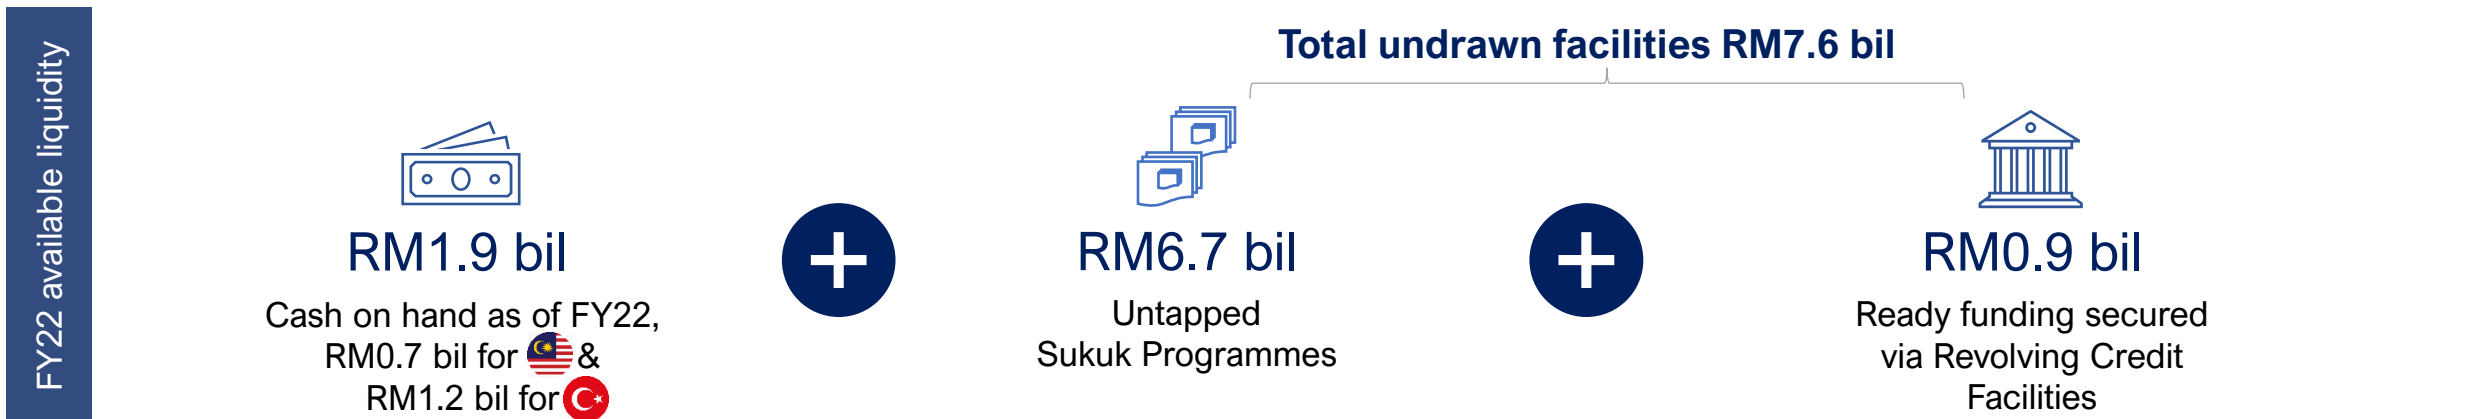 FY22 available liquidity
Total undrawn facilities RM7.6 bil
RM1.9 bil
Cash on hand as of FY22,
RM0.7 bil for &
RM1.2 bil for
RM6.7 bil
Untapped
Sukuk Programmes
RM0.9 bil
Ready funding secured
via Revolving Credit
Facilities